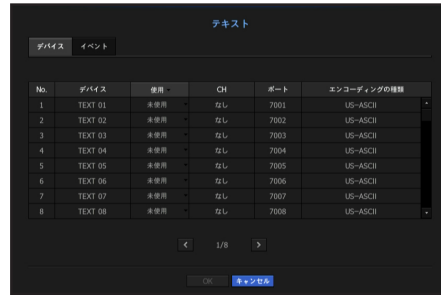 テキスト
デバイス イベント
No. デバイス 使用 CH ポート エンコーディングの種類
1 TEXT 01 未使用 なし 7001 US-ASCII
2 TEXT 02 未使用 なし 7002 US-ASCII
3 TEXT 03 未使用 なし 7003 US-ASCII
4 TEXT 04 未使用 なし 7004 US-ASCII
5 TEXT 05 未使用 なし 7005 US-ASCII
6 TEXT 06 未使用 なし 7006 US-ASCII
7 TEXT 07 未使用 なし 7007 US-ASCII
8 TEXT 08 未使用 なし 7008 US-ASCII
< 1/8 >
OK キャンセル